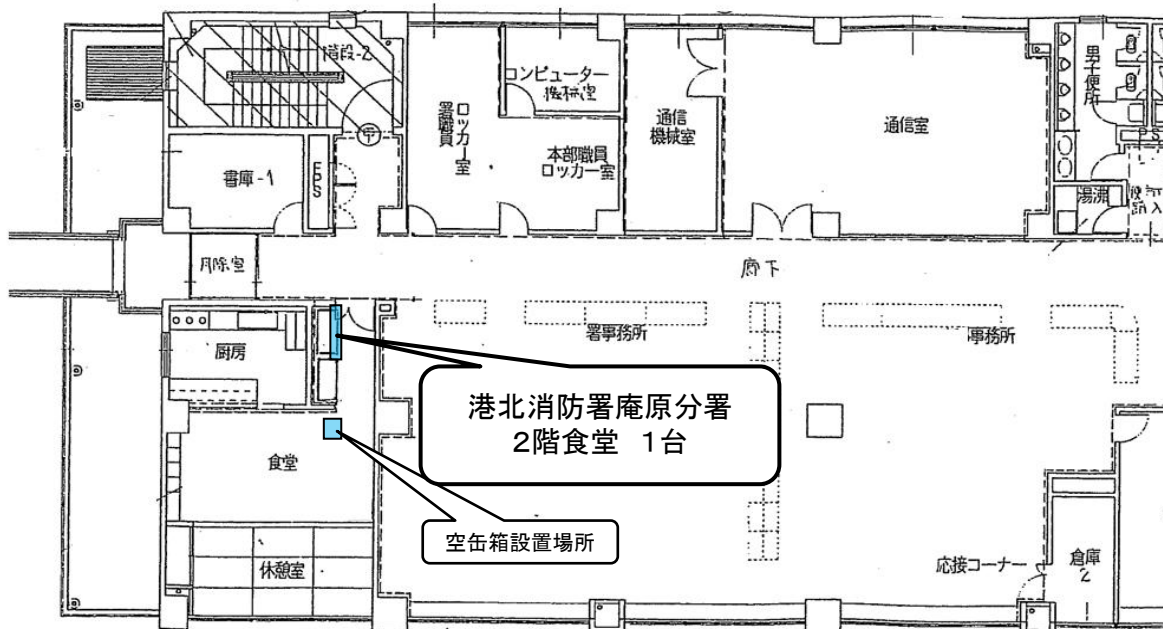 階段-2
コンピューター
機械室
署職員
ロッカー室
本部職員
ロッカー室
通信
機械室
通信室
男子便所
PS
書庫-1
EPS
湯沸
廊下
厨房
署事務所
事務所
港北消防署庵原分署
2階食堂 1台
食堂
空缶箱設置場所
休憩室
応接コーナー
倉庫
2